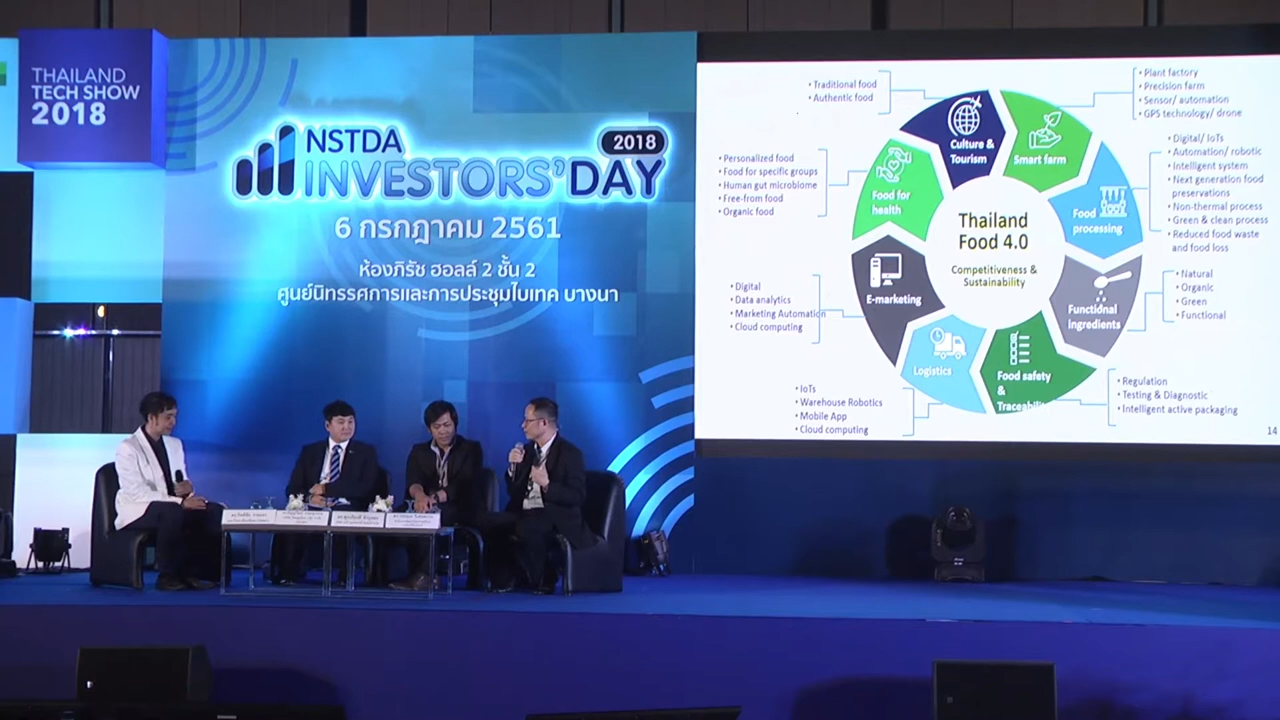 THAILAND
TECH SHOW
2018
NSTDA
2018
INVESTORS'DAY
6 กรกฎาคม 2561
ห้องภิรัช ฮอลล์ 2 ชั้น 2
ศูนย์นิทรรศการและการประชุมไบเทค บางนา
• Traditional food
• Authentic food
Culture &
Tourism
Smart farm
• Plant factory
• Precision farm
• Sensor/ automation
• GPS technology/ drone
• Personalized food
• Food for specific groups
• Human gut microbiome
• Free-from food
• Organic food
Food for
health
Food
processing
• Digital/ IoTs
• Automation/ robotic
• Intelligent system
• Next generation food
preservations
• Non-thermal process
• Green & clean process
• Reduced food waste
and food loss
Thailand
Food 4.0
Competitiveness &
Sustainability
• Digital
• Data analytics
• Marketing Automation
• Cloud computing
E-marketing
Functional
ingredients
• Natural
• Organic
• Green
• Functional
Logistics
• IoTs
• Warehouse Robotics
• Mobile App
• Cloud computing
Food safety
&
Traceability
• Regulation
• Testing & Diagnostic
• Intelligent active packaging
14